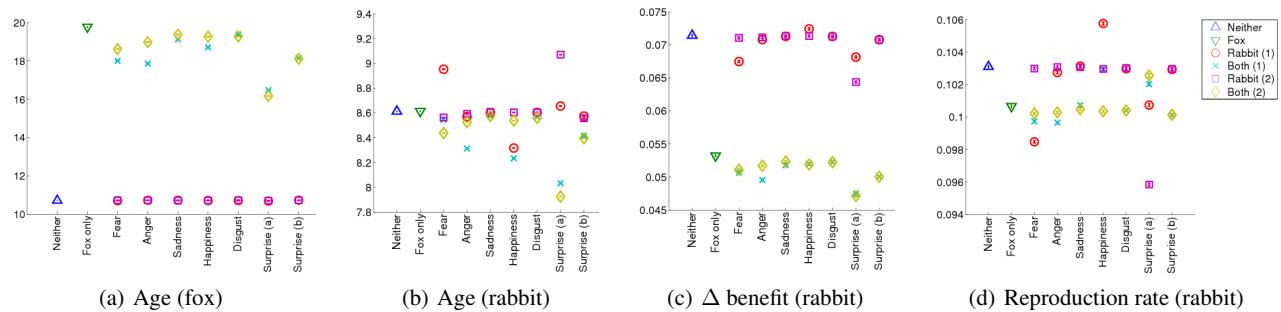 20
18
16
14
12
10
Neither
Fox only
Fear
Anger
Sadness
Happiness
Disgust
Surprise (a)
Surprise (b)
(a) Age (fox)
9.4
9.2
9
8.8
8.6
8.4
8.2
8
7.8
Neither
Fox only
Fear
Anger
Sadness
Happiness
Disgust
Surprise (a)
Surprise (b)
(b) Age (rabbit)
0.075
0.07
0.065
0.06
0.055
0.05
0.045
Neither
Fox only
Fear
Anger
Sadness
Happiness
Disgust
Surprise (a)
Surprise (b)
(c) Δ benefit (rabbit)
0.106
0.104
0.102
0.1
0.098
0.096
0.094
Neither
Fox only
Fear
Anger
Sadness
Happiness
Disgust
Surprise (a)
Surprise (b)
(d) Reproduction rate (rabbit)
Neither
Fox
Rabbit (1)
Both (1)
Rabbit (2)
Both (2)